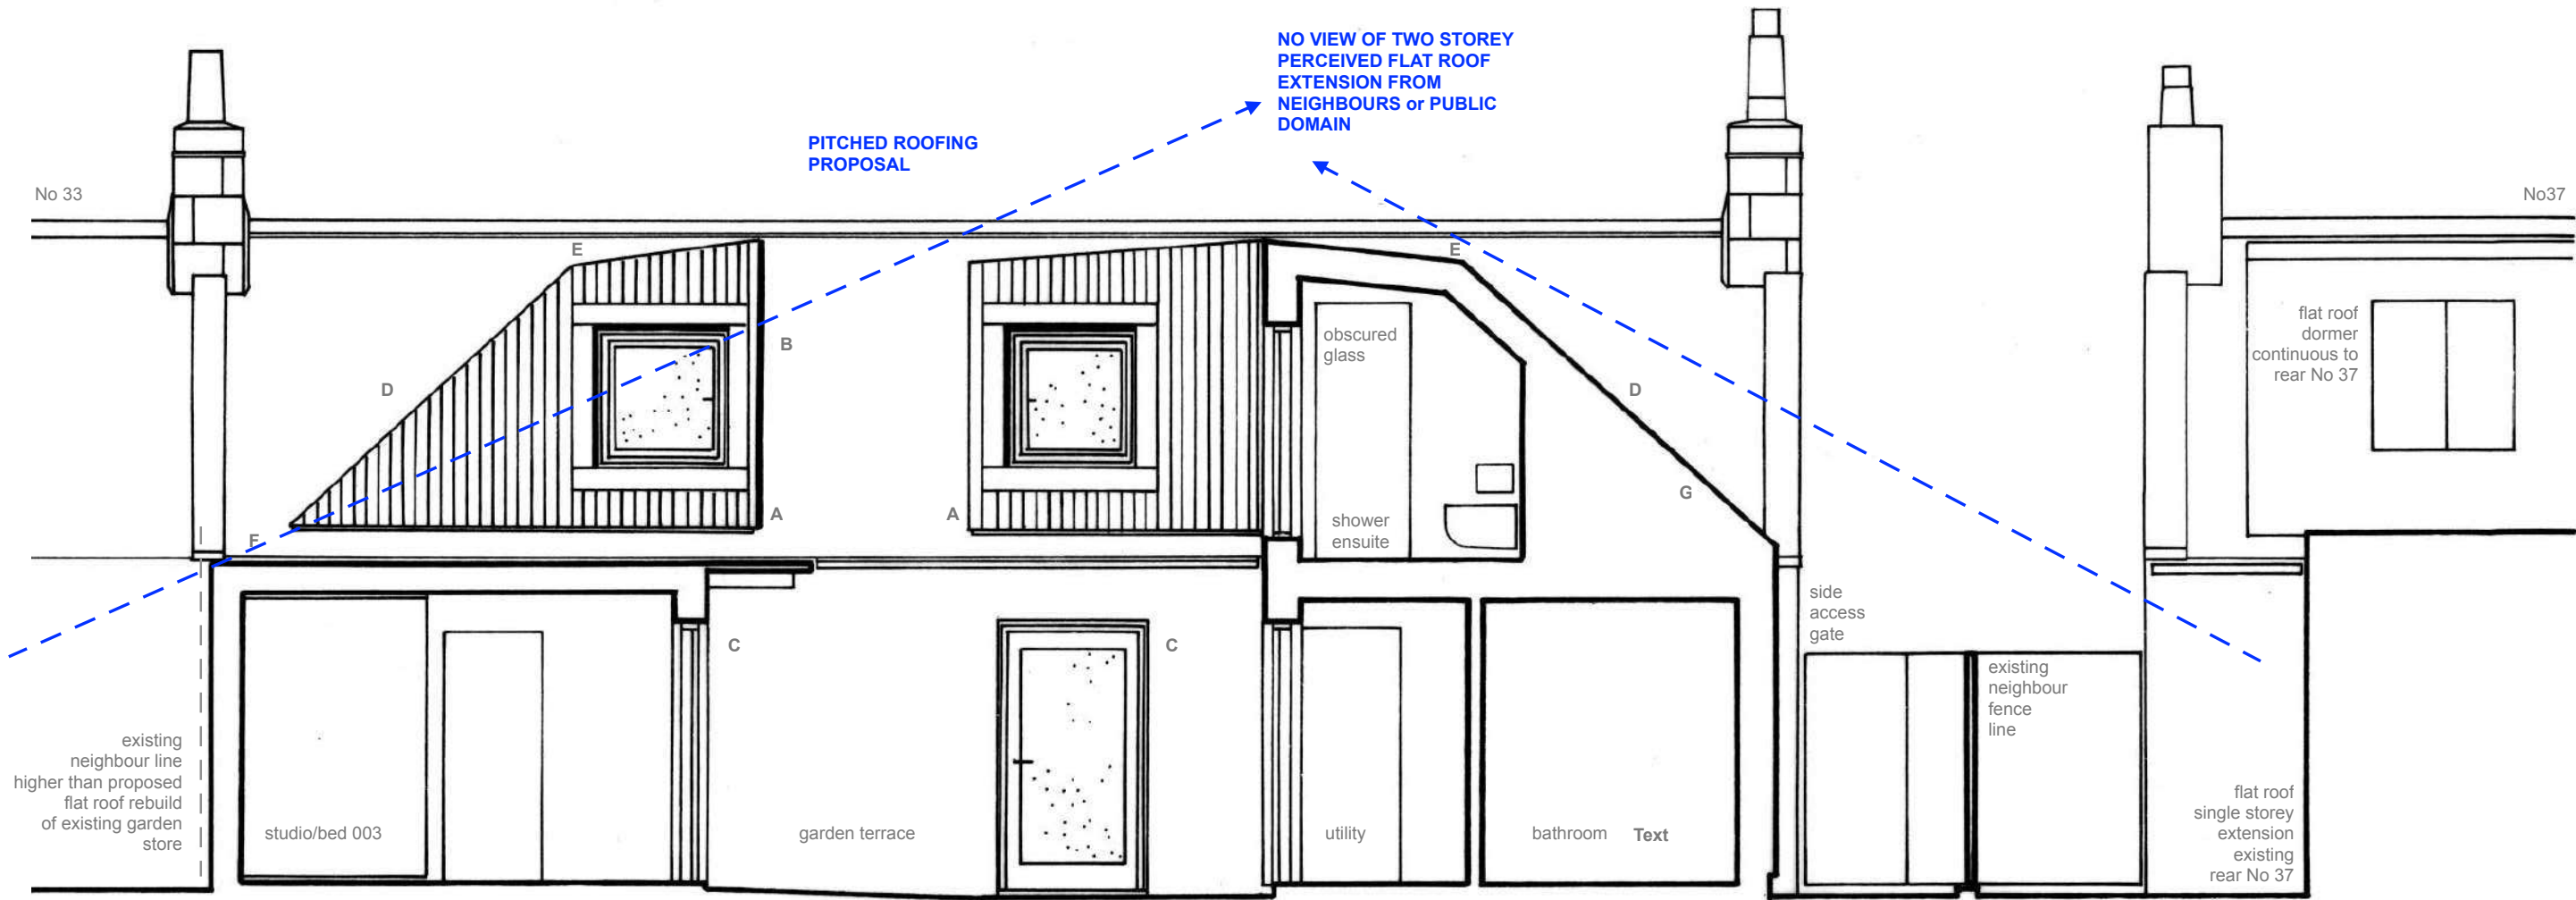 NO VIEW OF TWO STOREY
PERCEIVED FLAT ROOF
EXTENSION FROM
NEIGHBOURS or PUBLIC
DOMAIN
PITCHED ROOFING
PROPOSAL
No 33
No37
E
E
D
B
D
A
A
F
G
C
C
obscured
glass
shower
ensuite
flat roof
dormer
continuous to
rear No 37
side
access
gate
existing
neighbour
fence
line
existing
neighbour line
higher than proposed
flat roof rebuild
of existing garden
store
studio/bed 003
garden terrace
utility
bathroom
Text
flat roof
single storey
extension
existing
rear No 37